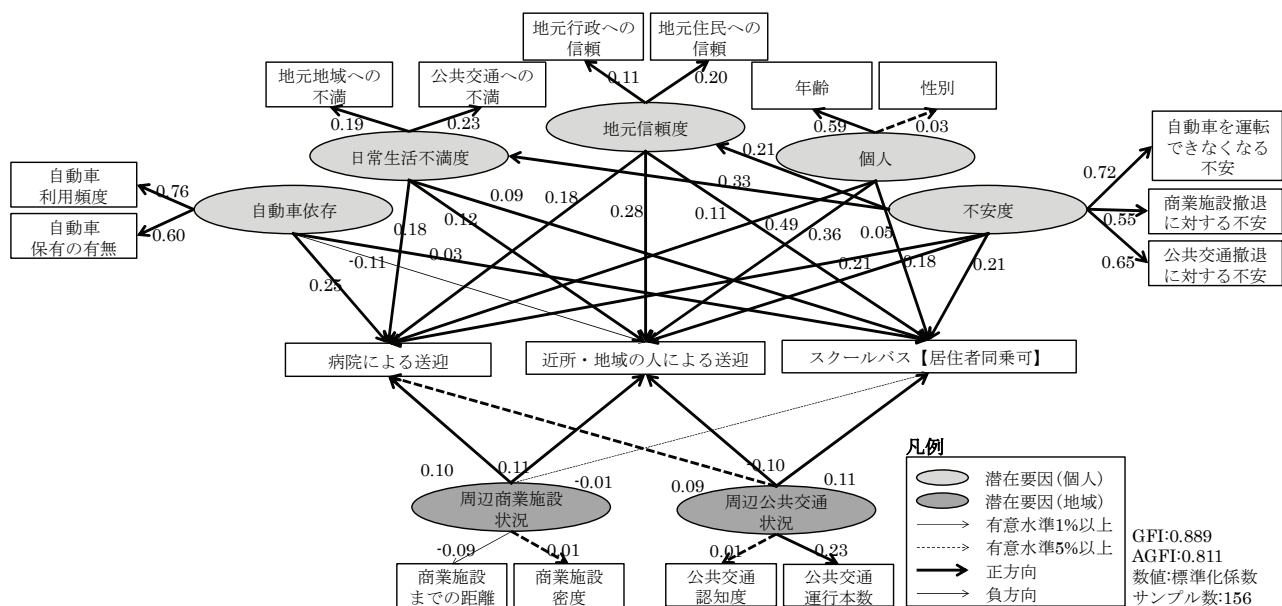 地元行政への
信頼
地元住民への
信頼
0.11
0.20
地元地域への
不満
公共交通への
不満
0.19
0.23
年齢
性別
0.59
0.03
地元信頼度
日常生活不満度
個人
0.21
0.33
自動車を運転
できなくなる
不安
0.72
商業施設撤退
に対する不安
0.55
公共交通撤退
に対する不安
0.65
自動車
利用頻度
0.76
自動車
保有の有無
0.60
自動車依存
不安度
0.09
0.18
0.18
0.12
0.28
0.11
0.49
0.36
0.05
-0.11
0.03
0.21
0.18
0.21
0.25
病院による送迎
近所・地域の人による送迎
スクールバス【居住者同乗可】
0.10
0.11
-0.01
0.09
-0.10
0.11
周辺商業施設
状況
周辺公共交通
状況
-0.09
0.01
0.01
0.23
商業施設
までの距離
商業施設
密度
公共交通
認知度
公共交通
運行本数
凡例
潜在要因(個人)
潜在要因(地域)
有意水準1%以上
有意水準5%以上
正方向
負方向
GFI:0.889
AGFI:0.811
数値:標準化係数
サンプル数:156